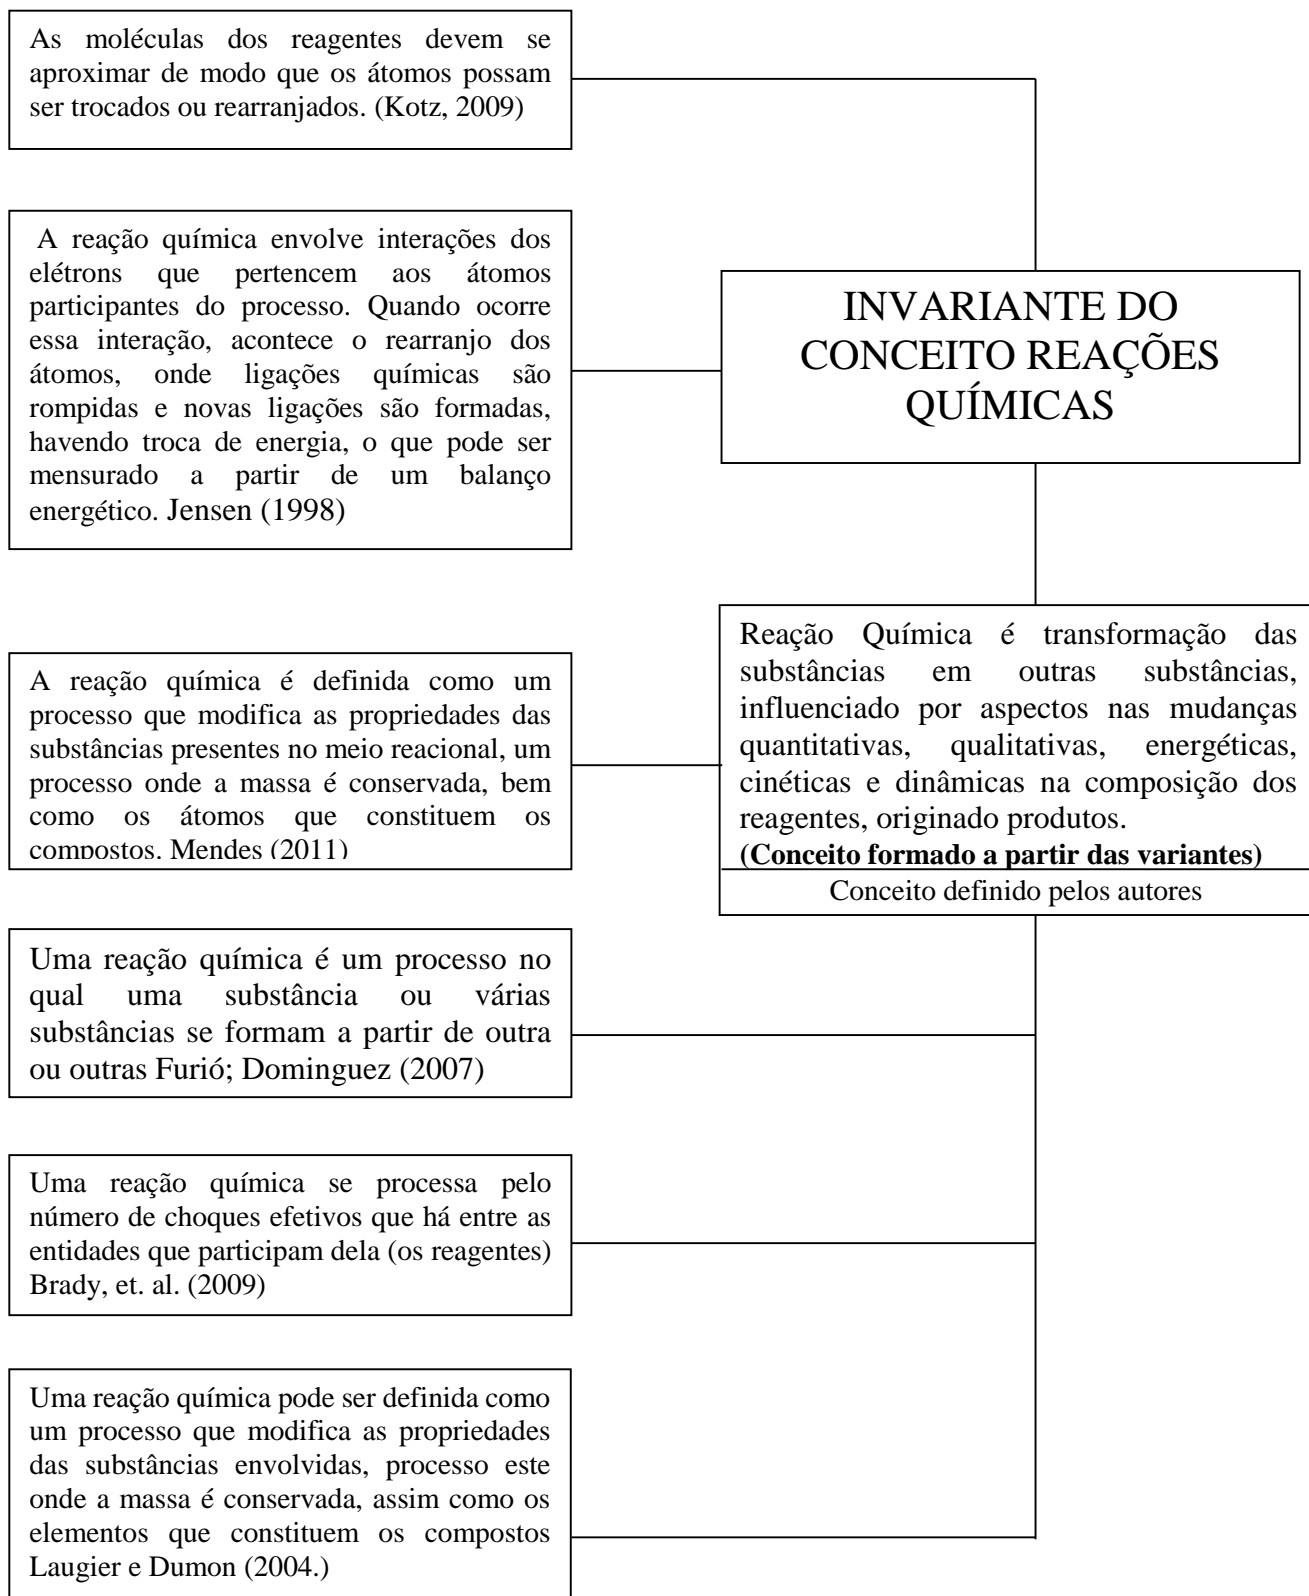 As moléculas dos reagentes devem se
aproximar de modo que os átomos possam
ser trocados ou rearranjados. (Kotz, 2009)
A reação química envolve interações dos
elétrons que pertencem aos átomos
participantes do processo. Quando ocorre
essa interação, acontece o rearranjo dos
átomos, onde ligações químicas são
rompidas e novas ligações são formadas,
havendo troca de energia, o que pode ser
mensurado a partir de um balanço
energético. Jensen (1998)
INVARIANTE DO
CONCEITO REAÇÕES
QUÍMICAS
A reação química é definida como um
processo que modifica as propriedades das
substâncias presentes no meio reacional, um
processo onde a massa é conservada, bem
como os átomos que constituem os
compostos. Mendes (2011)
Reação Química é transformação das
substâncias em outras substâncias,
influenciado por aspectos nas mudanças
quantitativas, qualitativas, energéticas,
cinéticas e dinâmicas na composição dos
reagentes, originado produtos.
(Conceito formado a partir das variantes)
Conceito definido pelos autores
Uma reação química é um processo no
qual uma substância ou várias
substâncias se formam a partir de outra
ou outras Furió; Dominguez (2007)
Uma reação química se processa pelo
número de choques efetivos que há entre as
entidades que participam dela (os reagentes)
Brady, et. al. (2009)
Uma reação química pode ser definida como
um processo que modifica as propriedades
das substâncias envolvidas, processo este
onde a massa é conservada, assim como os
elementos que constituem os compostos
Laugier e Dumon (2004.)